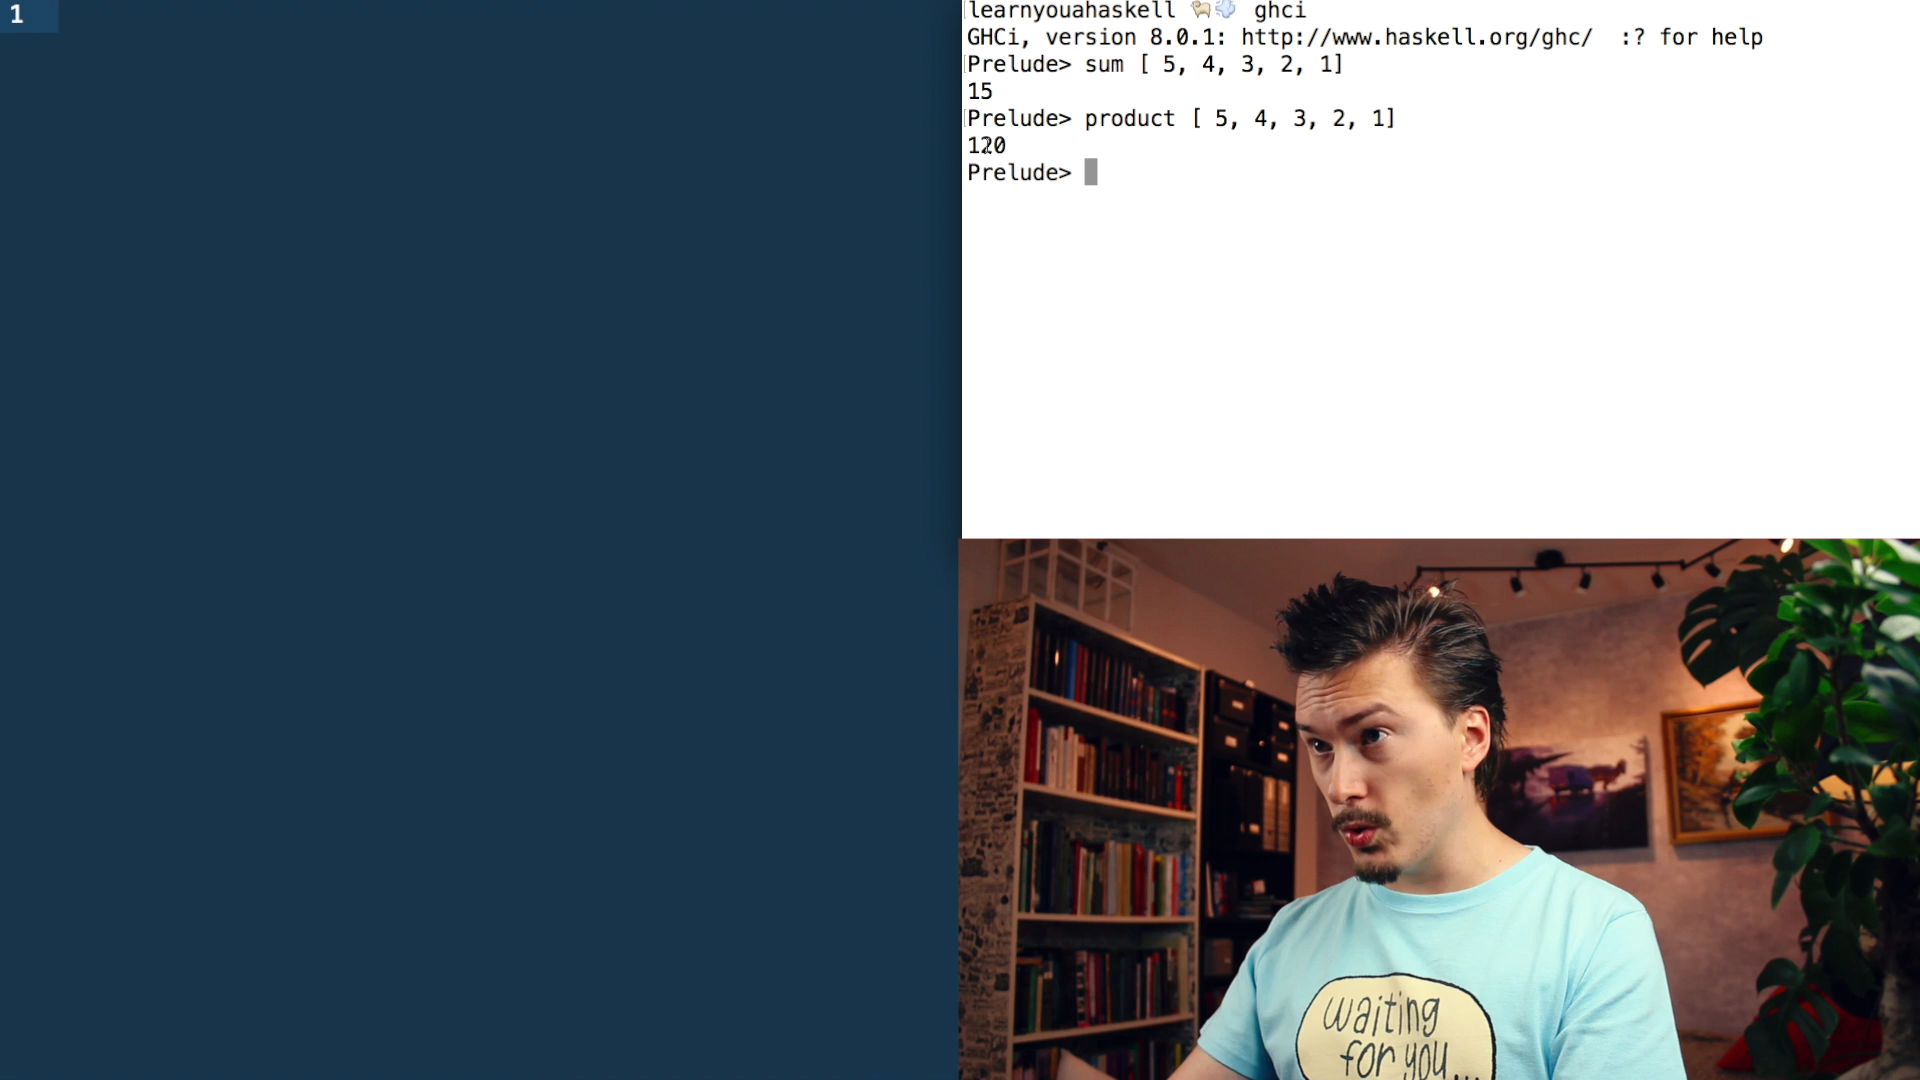 1
learnyouahaskell ghci
GHCi, version 8.0.1: http://www.haskell.org/ghc/  :? for help
Prelude> sum [ 5, 4, 3, 2, 1]
15
Prelude> product [ 5, 4, 3, 2, 1]
120
Prelude>
waiting
for you
...